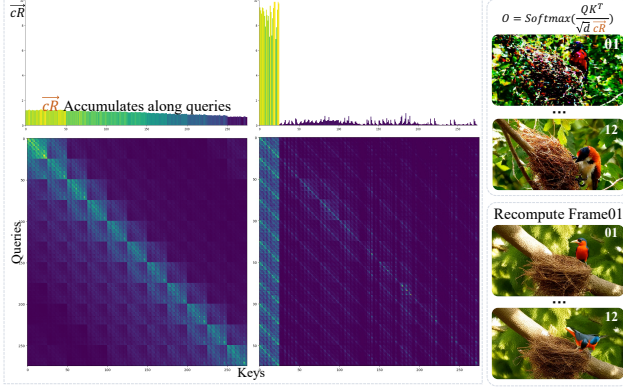 cR
cR Accumulates along queries
Queries
Keys
O = Softmax(QK^T / √d cR)
01
...
12
Recompute Frame01
01
...
12